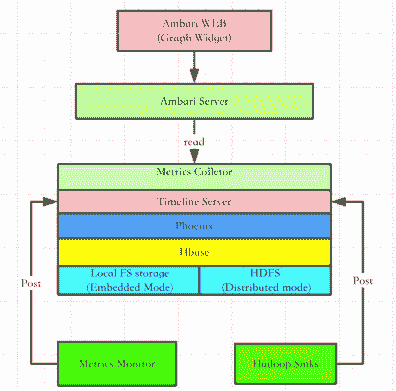 Ambari WEB
(Graph Widget)
Ambari Server
read
Metrics Colletor
Timeline Server
Phoenix
Hbase
Local FS storage
(Embedded Mode)
HDFS
(Distributed mode)
Post
Post
Metrics Monitor
Hadoop Sinks